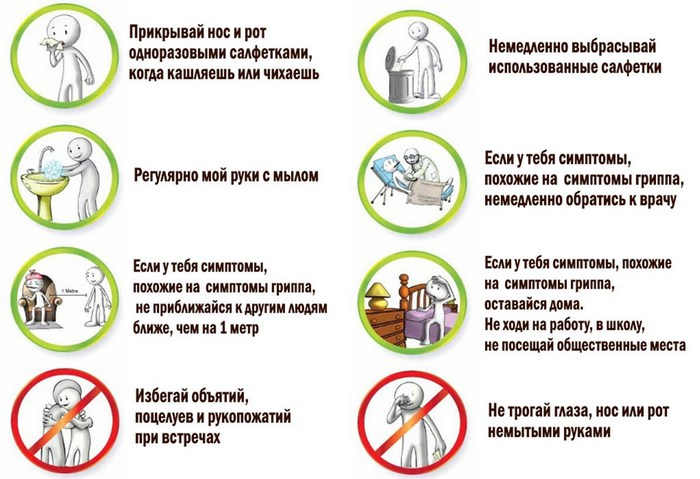 Прикрывай нос и рот
одноразовыми салфетками,
когда кашляешь или чихаешь
Немедленно выбрасывай
использованные салфетки
Регулярно мой руки с мылом
Если у тебя симптомы,
похожие на симптомы гриппа,
немедленно обратись к врачу
1 Metre
Если у тебя симптомы,
похожие на симптомы гриппа,
не приближайся к другим людям
ближе, чем на 1 метр
Если у тебя симптомы, похожие
на симптомы гриппа,
оставайся дома.
Не ходи на работу, в школу,
не посещай общественные места
Избегай объятий,
поцелуев и рукопожатий
при встречах
Не трогай глаза, нос или рот
немытыми руками